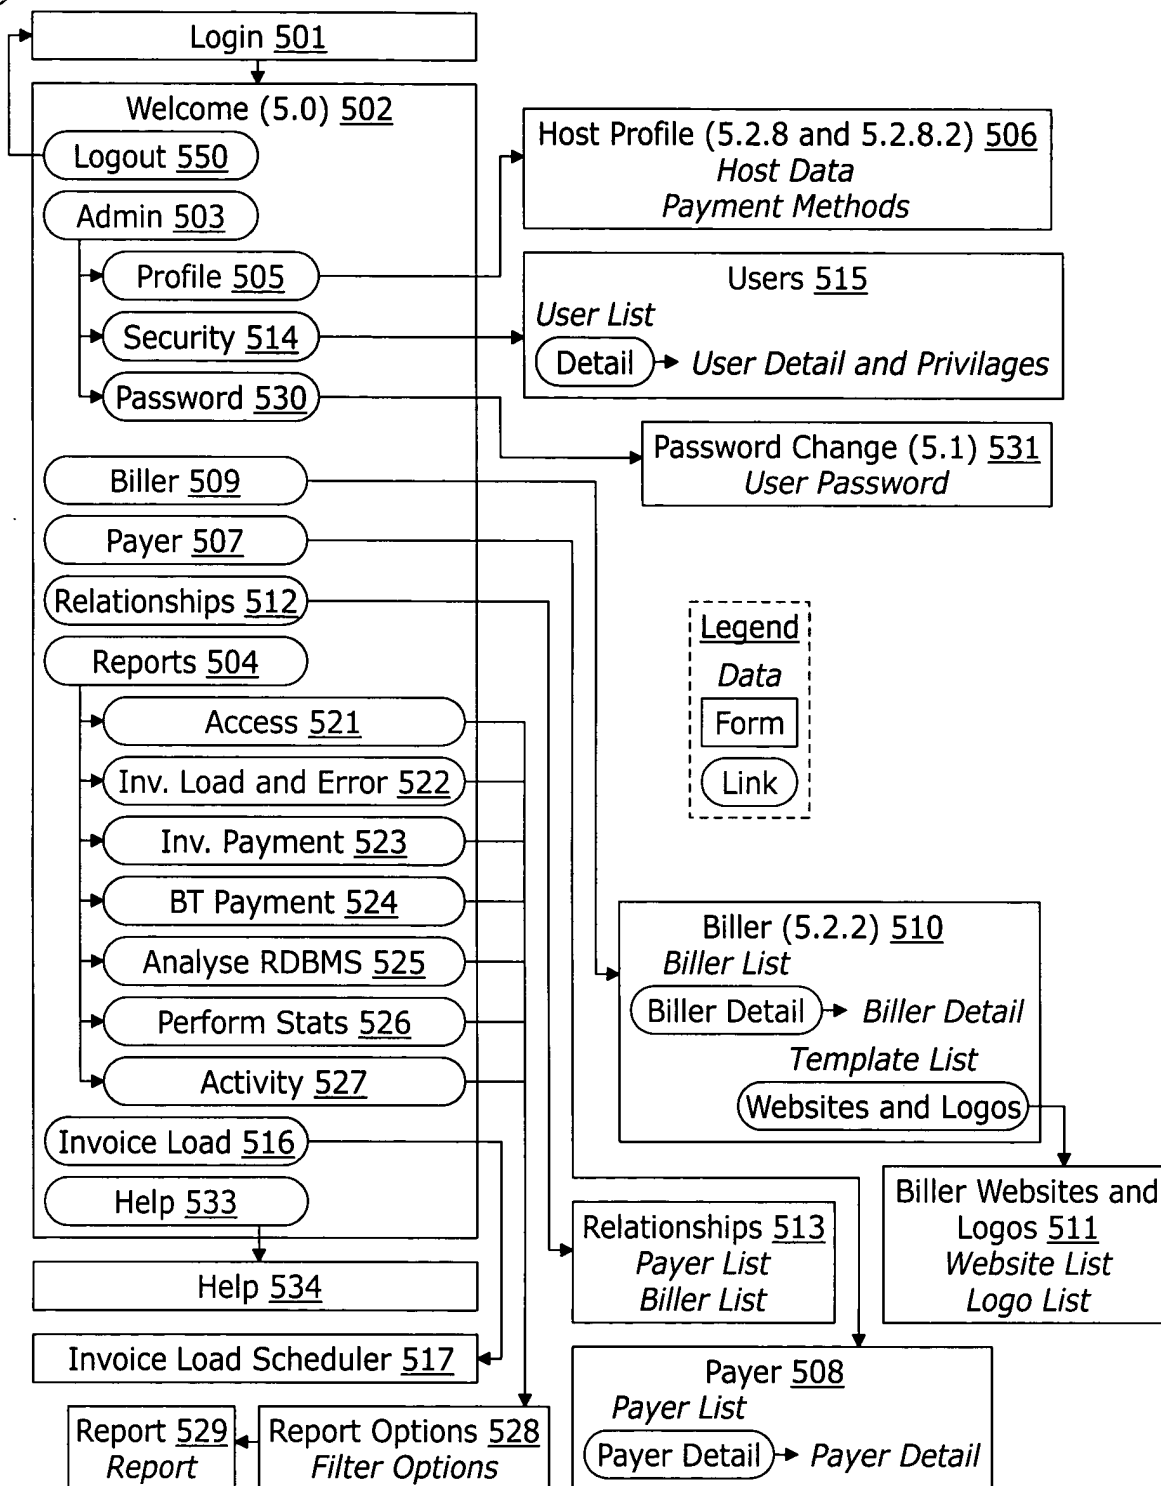 Login 501
Welcome (5.0) 502
Logout 550
Admin 503
Profile 505
Security 514
Password 530
Biller 509
Payer 507
Relationships 512
Reports 504
Access 521
Inv. Load and Error 522
Inv. Payment 523
BT Payment 524
Analyse RDBMS 525
Perform Stats 526
Activity 527
Invoice Load 516
Help 533
Help 534
Invoice Load Scheduler 517
Report 529
Report
Report Options 528
Filter Options
Host Profile (5.2.8 and 5.2.8.2) 506
Host Data
Payment Methods
Users 515
User List
Detail
User Detail and Privilages
Password Change (5.1) 531
User Password
Legend
Data
Form
Link
Biller (5.2.2) 510
Biller List
Biller Detail
Biller Detail
Template List
Websites and Logos
Biller Websites and
Logos 511
Website List
Logo List
Relationships 513
Payer List
Biller List
Payer 508
Payer List
Payer Detail
Payer Detail